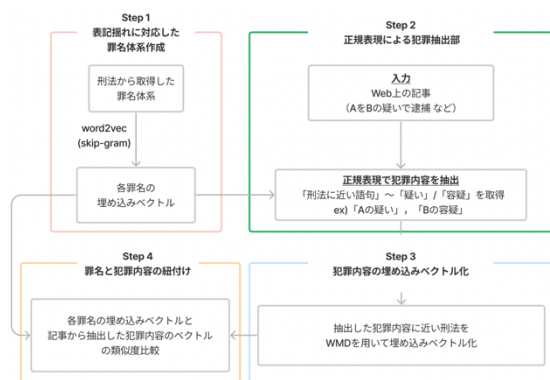 Step 1
表記揺れに対応した
罪名体系作成
刑法から取得した
罪名体系
word2vec
(skip-gram)
各罪名の
埋め込みベクトル
Step 2
正規表現による犯罪抽出部
入力
Web上の記事
（AをBの疑いで逮捕 など）
正規表現で犯罪内容を抽出
「刑法に近い語句」〜「疑い」/「容疑」を取得
ex)「Aの疑い」，「Bの容疑」
Step 4
罪名と犯罪内容の紐付け
各罪名の埋め込みベクトルと
記事から抽出した犯罪内容のベクトル
の類似度比較
Step 3
犯罪内容の埋め込みベクトル化
抽出した犯罪内容に近い刑法を
WMDを用いて埋め込みベクトル化